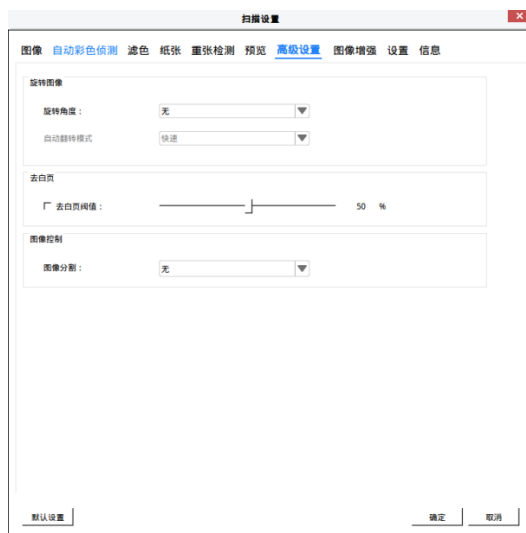 扫描设置
图像 自动彩色侦测 滤色 纸张 重张检测 预览 高级设置 图像增强 设置 信息
旋转图像
旋转角度： 无
自动翻转模式 快速
去白页
去白页阀值： 50 %
图像控制
图像分割： 无
默认设置 确定 取消